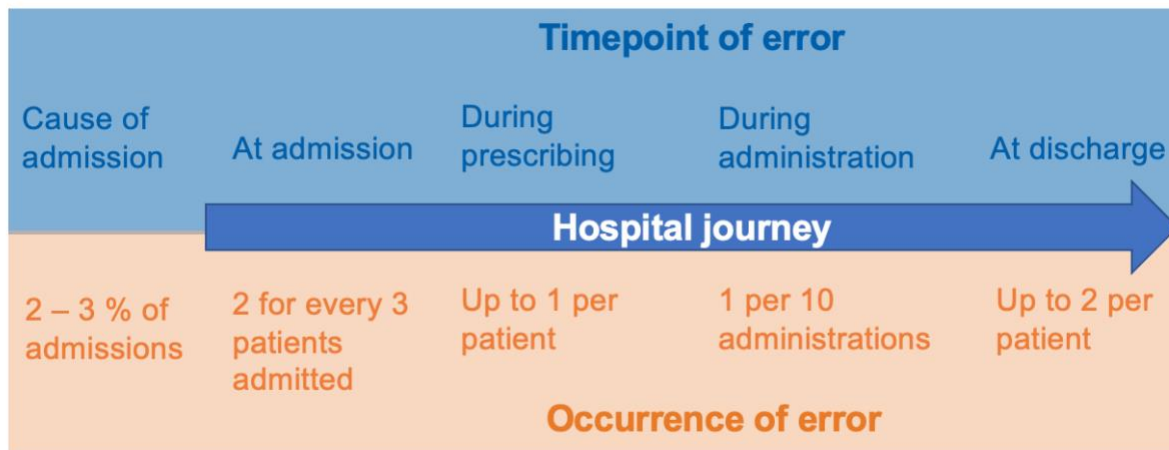 Timepoint of error
Cause of
admission
At admission
During
prescribing
During
administration
At discharge
Hospital journey
2 – 3 % of
admissions
2 for every 3
patients
admitted
Up to 1 per
patient
1 per 10
administrations
Up to 2 per
patient
Occurrence of error